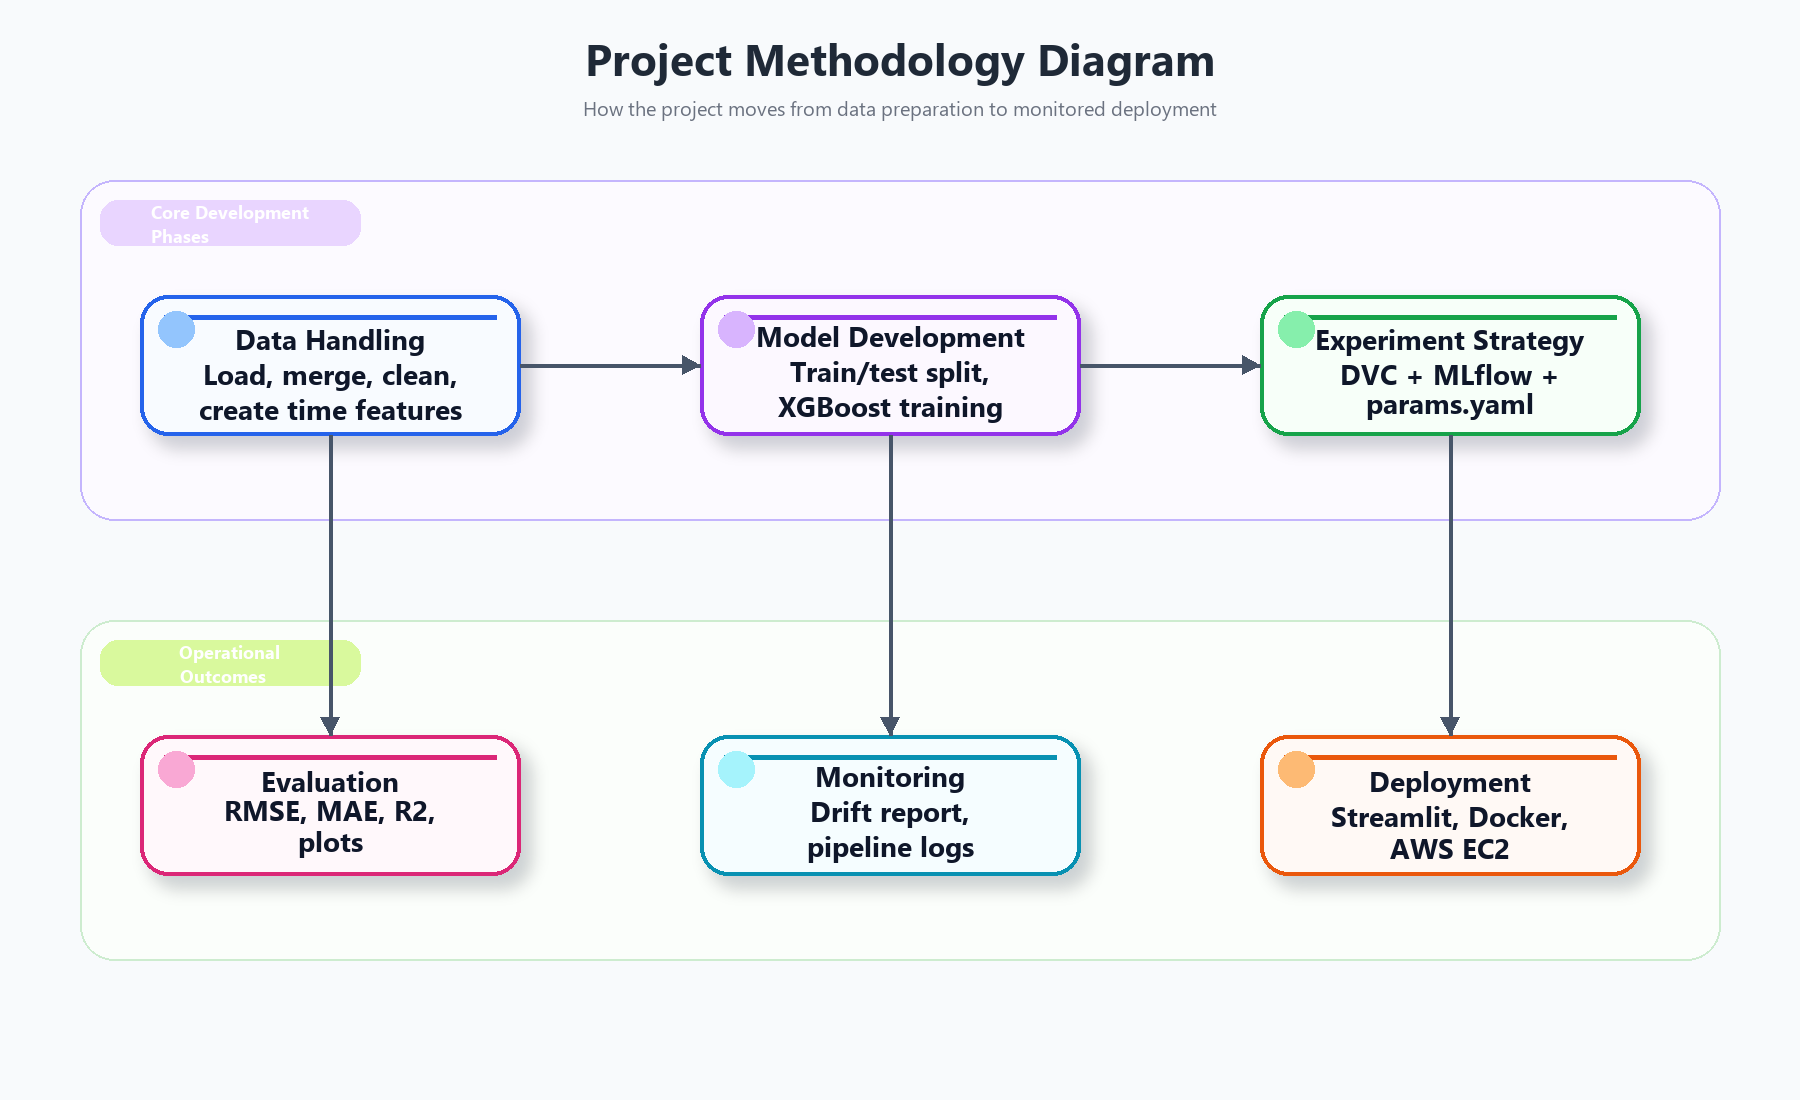 Project Methodology Diagram
How the project moves from data preparation to monitored deployment
Core Development
Phases
Data Handling
Load, merge, clean,
create time features
Model Development
Train/test split,
XGBoost training
Experiment Strategy
DVC + MLflow +
params.yaml
Operational
Outcomes
Evaluation
RMSE, MAE, R2,
plots
Monitoring
Drift report,
pipeline logs
Deployment
Streamlit, Docker,
AWS EC2